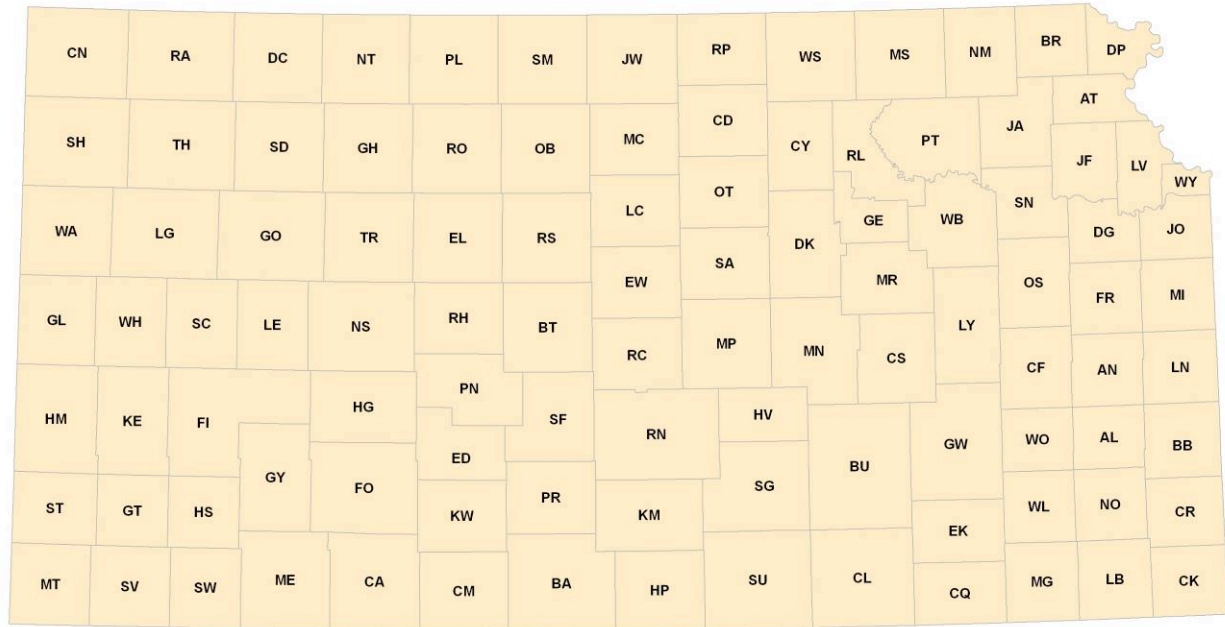 CN RA DC NT PL SM JW RP WS MS NM BR DP
SH TH SD GH RO OB MC CD CY RL PT JA AT
JF LV WY
WA LG GO TR EL RS LC OT DK GE WB SN DG JO
EW SA MR OS FR MI
GL WH SC LE NS RH BT RC MP MN CS LY
CF AN LN
HM KE FI HG PN SF RN HV BU GW WO AL BB
ST GT HS GY FO ED KW PR KM SG EK WL NO CR
MT SV SW ME CA CM BA HP SU CL CQ MG LB CK